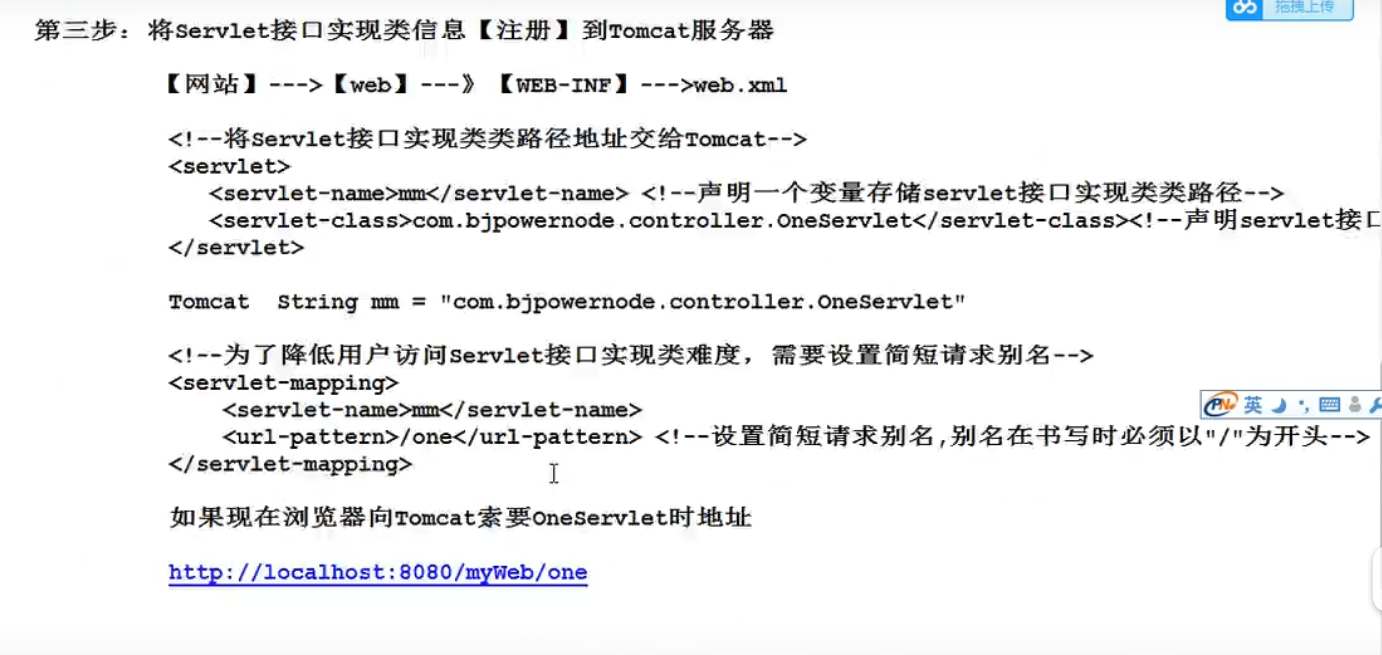 拖拽上传
第三步：将Servlet接口实现类信息【注册】到Tomcat服务器
【网站】--->【web】---》【WEB-INF】--->web.xml
<!--将Servlet接口实现类类路径地址交给Tomcat-->
<servlet>
<servlet-name>mm</servlet-name> <!--声明一个变量存储servlet接口实现类类路径-->
<servlet-class>com.bjpowernode.controller.OneServlet</servlet-class><!--声明servlet接
</servlet>
Tomcat String mm = "com.bjpowernode.controller.OneServlet"
<!--为了降低用户访问Servlet接口实现类难度，需要设置简短请求别名-->
<servlet-mapping>
<servlet-name>mm</servlet-name>
英
<url-pattern>/one</url-pattern> <!--设置简短请求别名,别名在书写时必须以"/"为开头-->
</servlet-mapping>
如果现在浏览器向Tomcat索要OneServlet时地址
http://localhost:8080/myWeb/one